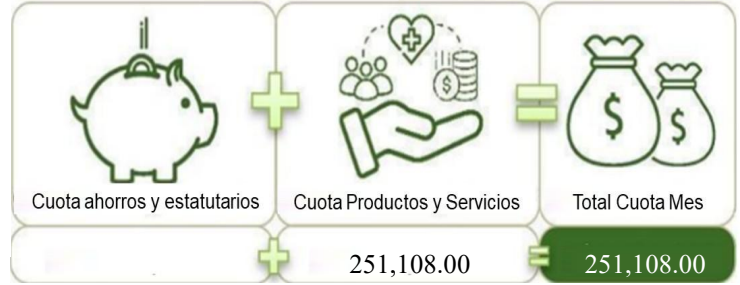 Cuota ahorros y estatutarios
Cuota Productos y Servicios
Total Cuota Mes
251,108.00
251,108.00